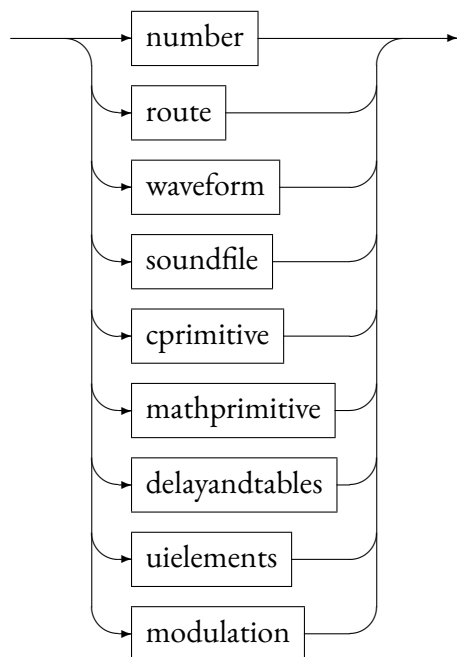 number
route
waveform
soundfile
cprimitive
mathprimitive
delayandtables
uielements
modulation